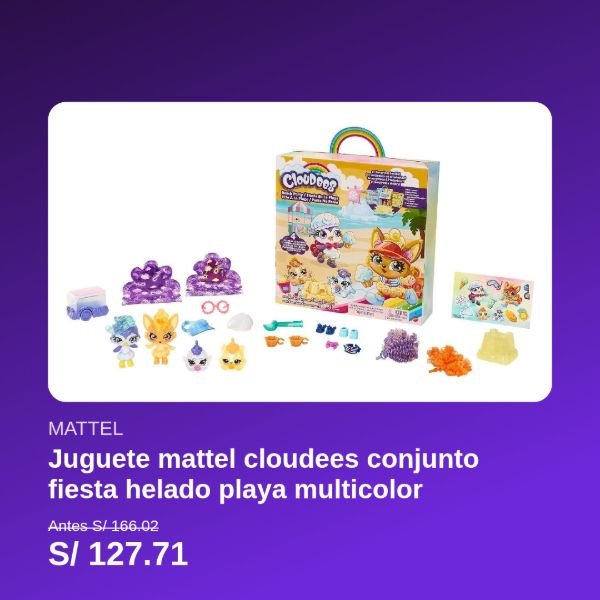 Cloudees
MATTEL
Juguete mattel cloudees conjunto
fiesta helado playa multicolor
Antes S/ 166.02
S/ 127.71